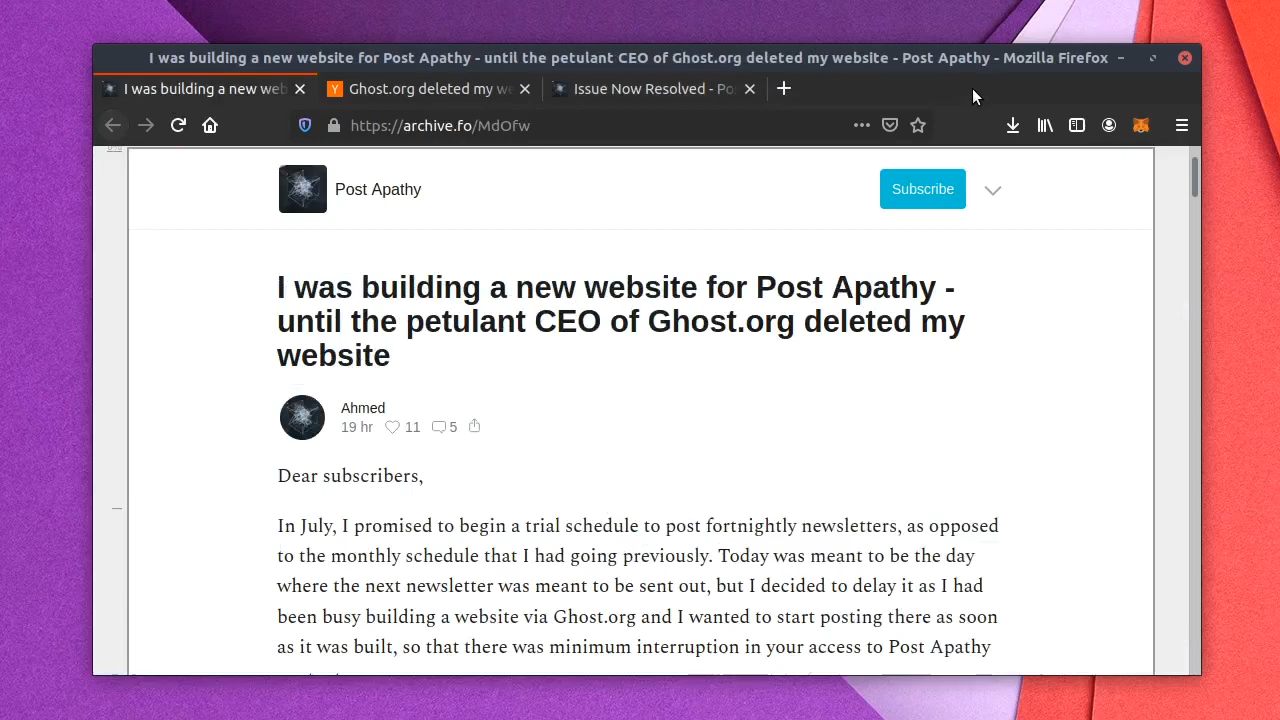 I was building a new website for Post Apathy - until the petulant CEO of Ghost.org deleted my website - Post Apathy - Mozilla Firefox
I was building a new web
Ghost.org deleted my w
Issue Now Resolved - Po
https://archive.fo/MdOfw
Post Apathy
Subscribe
I was building a new website for Post Apathy -
until the petulant CEO of Ghost.org deleted my
website
Ahmed
19 hr 11 5
Dear subscribers,
In July, I promised to begin a trial schedule to post fortnightly newsletters, as opposed
to the monthly schedule that I had going previously. Today was meant to be the day
where the next newsletter was meant to be sent out, but I decided to delay it as I had
been busy building a website via Ghost.org and I wanted to start posting there as soon
as it was built, so that there was minimum interruption in your access to Post Apathy